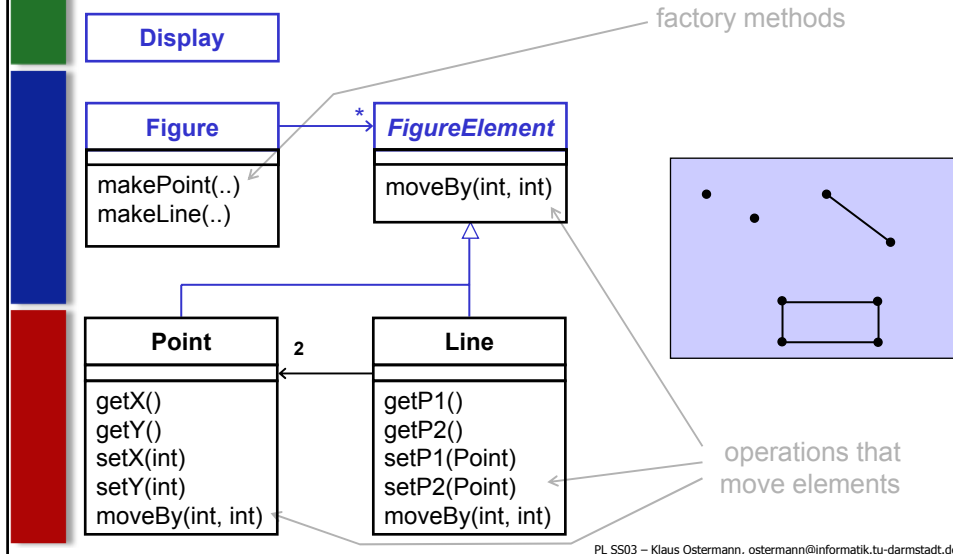 factory methods
Display
Figure
*
FigureElement
makePoint(..)
makeLine(..)
moveBy(int, int)
Point
2
Line
getX()
getY()
setX(int)
setY(int)
moveBy(int, int)
getP1()
getP2()
setP1(Point)
setP2(Point)
moveBy(int, int)
operations that
move elements
PL SS03 – Klaus Ostermann, ostermann@informatik.tu-darmstadt.de